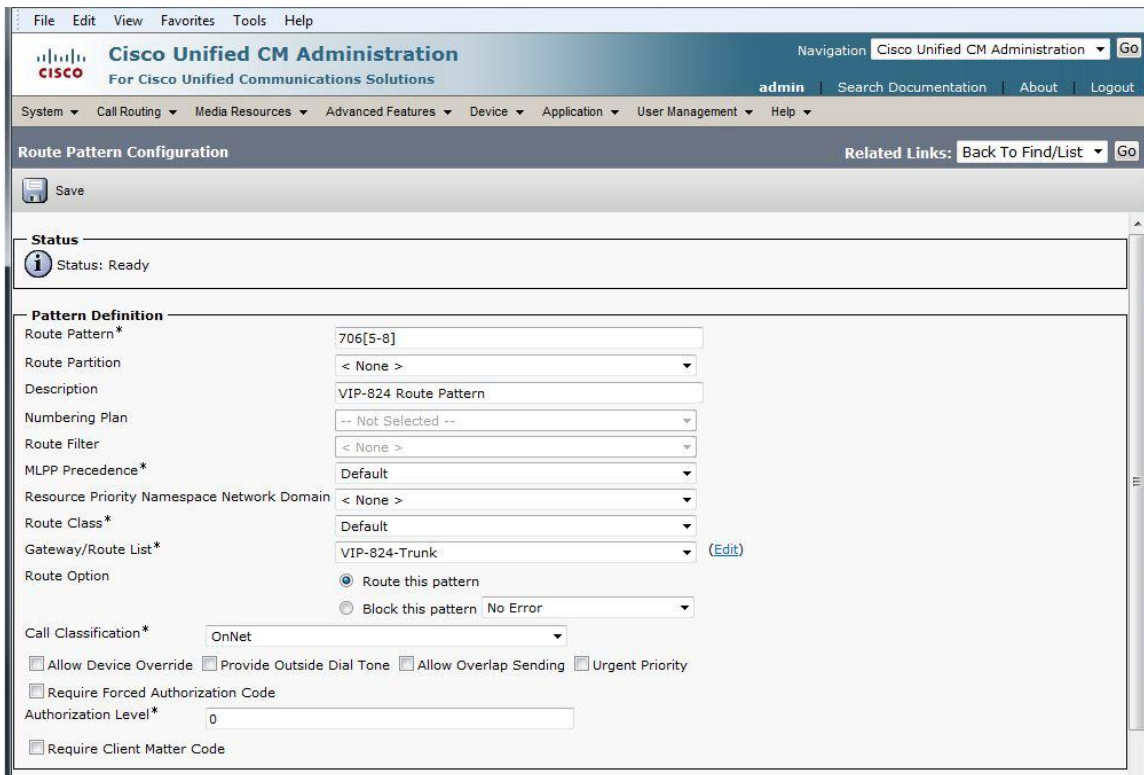 File Edit View Favorites Tools Help
CISCO
Cisco Unified CM Administration
For Cisco Unified Communications Solutions
Navigation Cisco Unified CM Administration Go
admin Search Documentation About Logout
System Call Routing Media Resources Advanced Features Device Application User Management Help
Route Pattern Configuration
Related Links: Back To Find/List Go
Save
Status
Status: Ready
Pattern Definition
Route Pattern* 706[5-8]
Route Partition < None >
Description VIP-824 Route Pattern
Numbering Plan -- Not Selected --
Route Filter < None >
MLPP Precedence* Default
Resource Priority Namespace Network Domain < None >
Route Class* Default
Gateway/Route List* VIP-824-Trunk (Edit)
Route Option Route this pattern
Block this pattern No Error
Call Classification* OnNet
Allow Device Override Provide Outside Dial Tone Allow Overlap Sending Urgent Priority
Require Forced Authorization Code
Authorization Level* 0
Require Client Matter Code